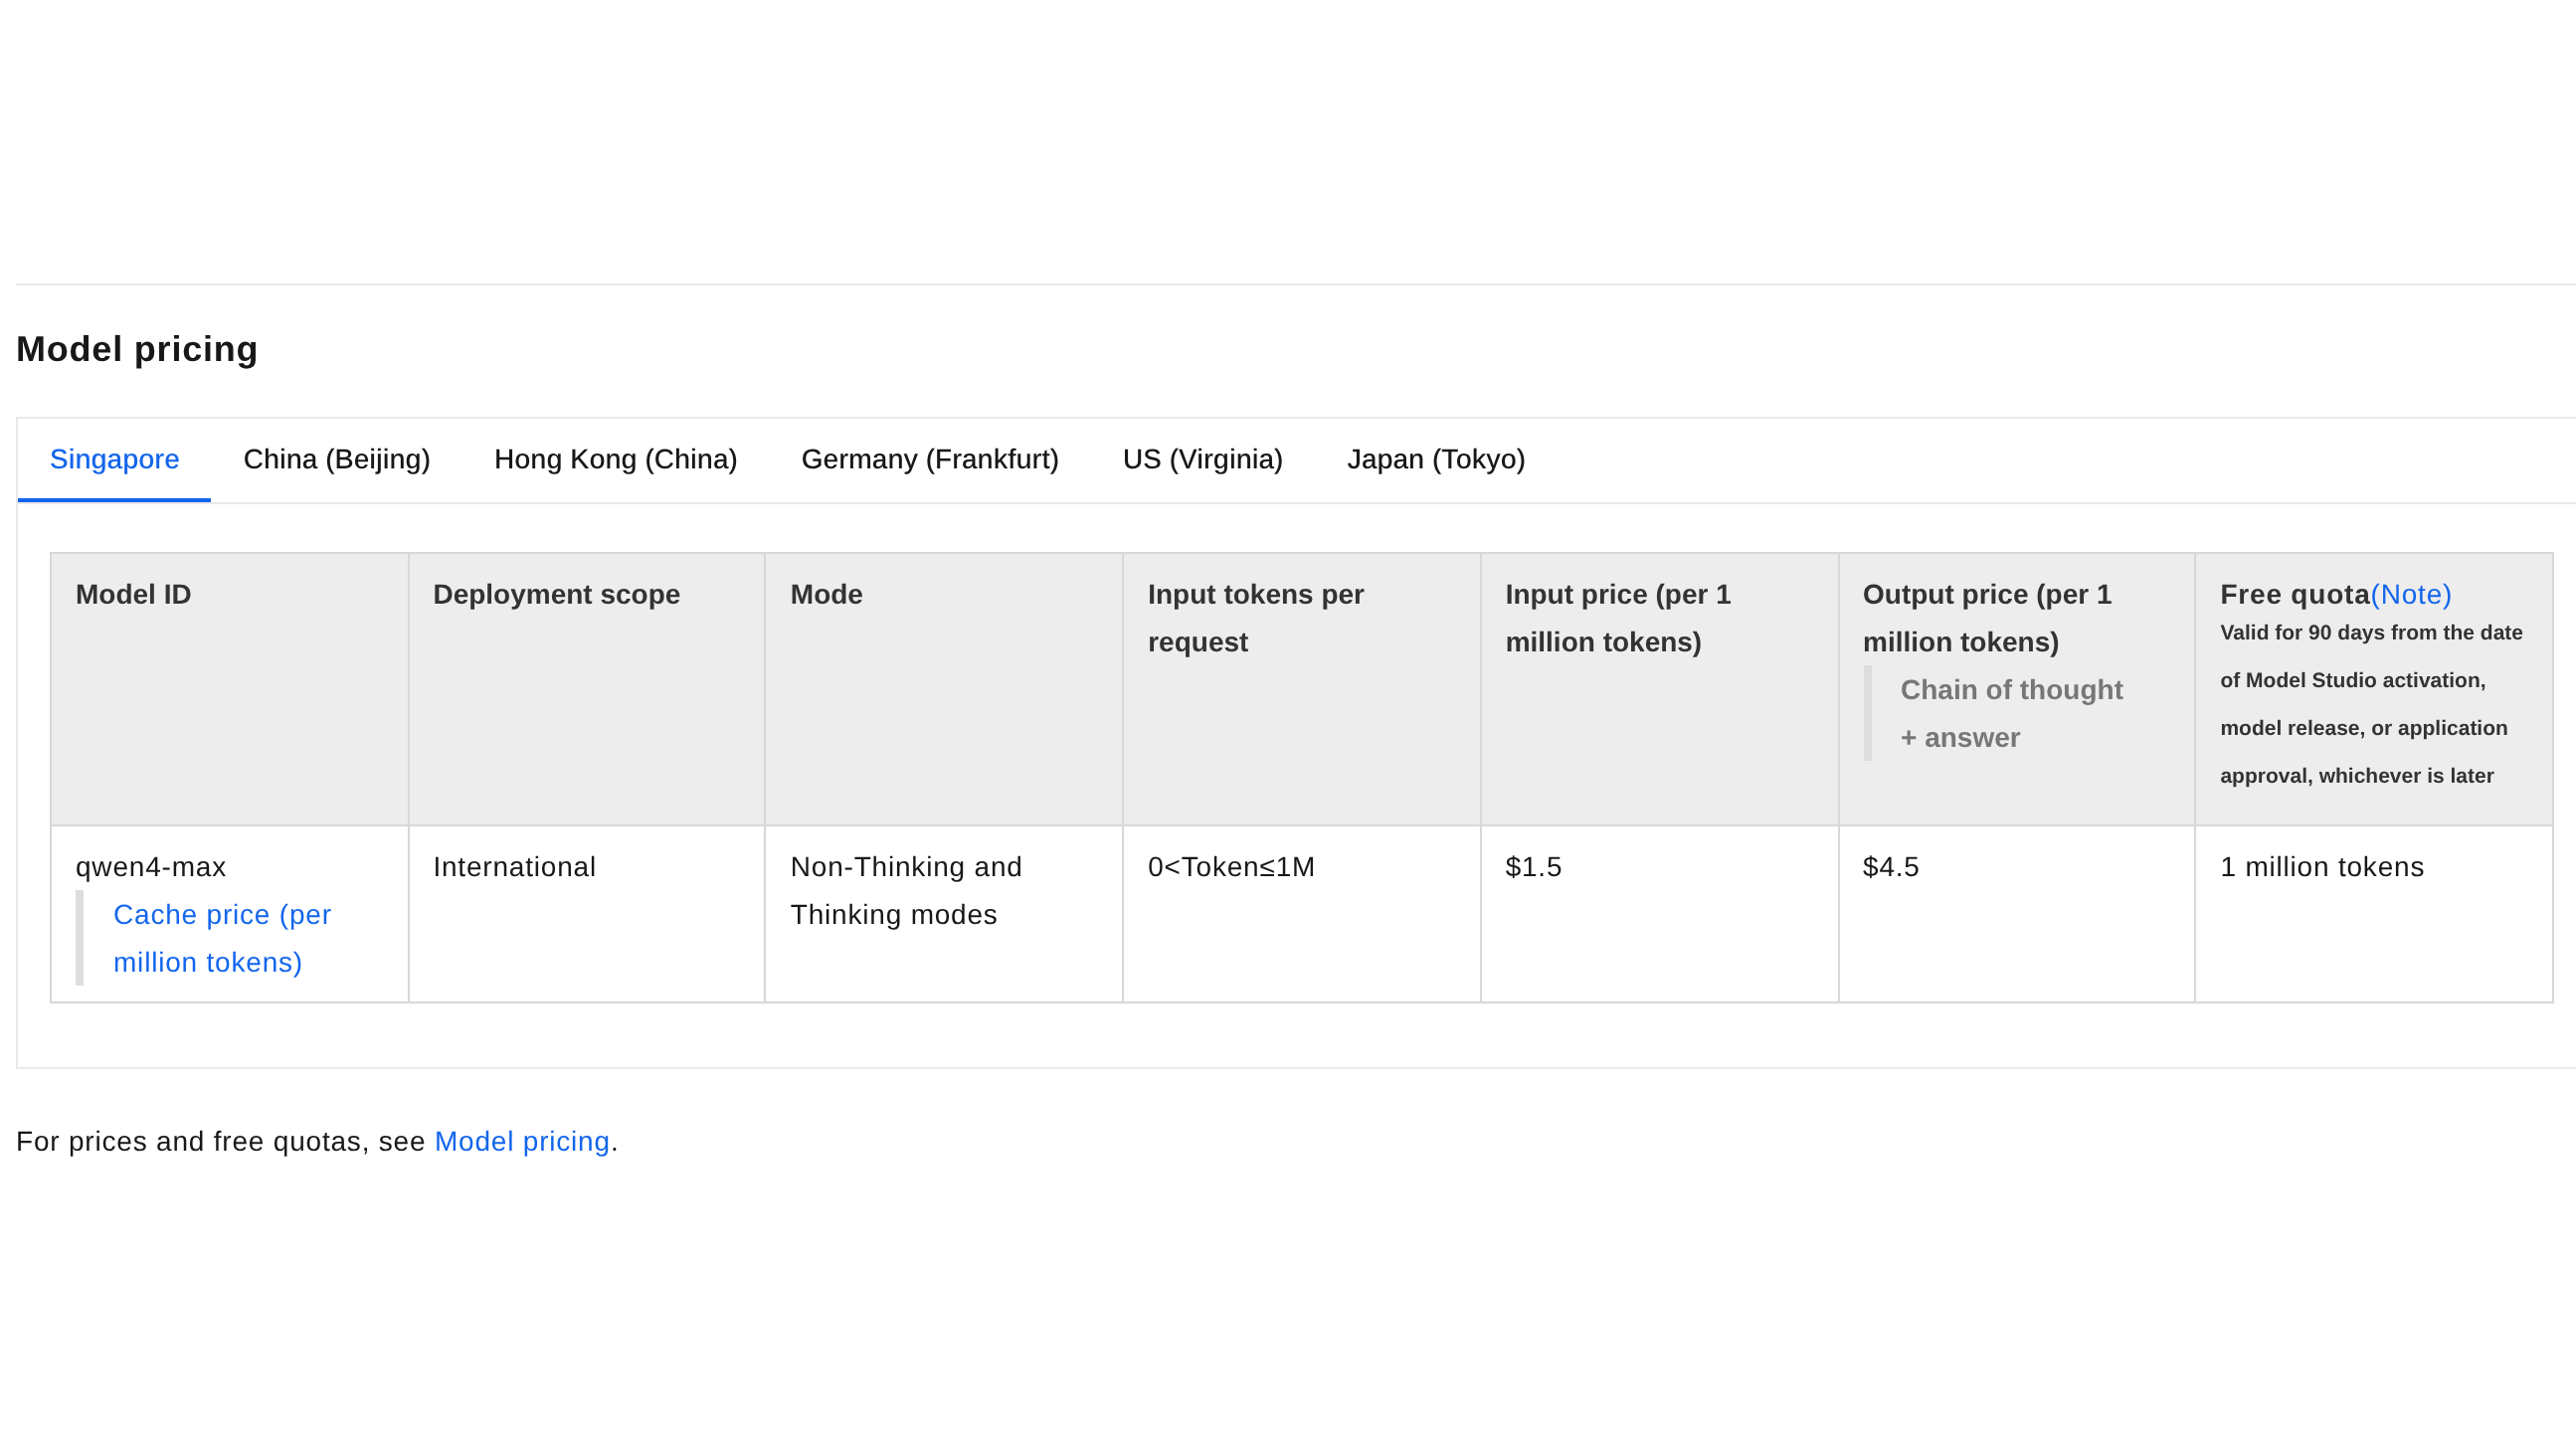 Model pricing
Singapore
China (Beijing)
Hong Kong (China)
Germany (Frankfurt)
US (Virginia)
Japan (Tokyo)
Model ID
Deployment scope
Mode
Input tokens per
request
Input price (per 1
million tokens)
Output price (per 1
million tokens)
Chain of thought
+ answer
Free quota(Note)
Valid for 90 days from the date
of Model Studio activation,
model release, or application
approval, whichever is later
qwen4-max
Cache price (per
million tokens)
International
Non-Thinking and
Thinking modes
0<Token≤1M
$1.5
$4.5
1 million tokens
For prices and free quotas, see Model pricing.